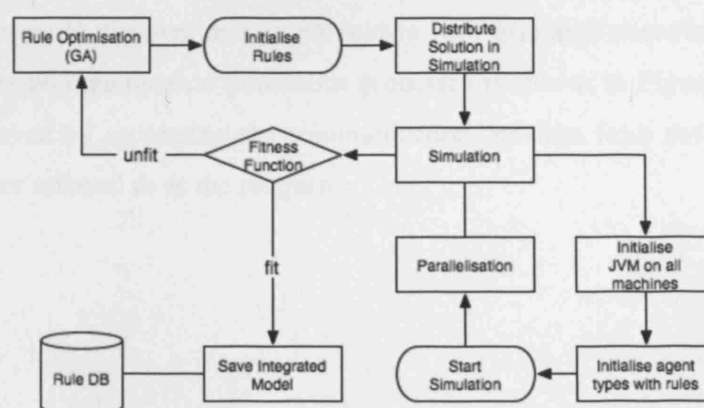 Rule Optimisation
(GA)
Initialise
Rules
Distribute
Solution in
Simulation
unfit
Fitness
Function
Simulation
fit
Parallelisation
Initialise
JVM on all
machines
Rule DB
Save Integrated
Model
Start
Simulation
Initialise agent
types with rules